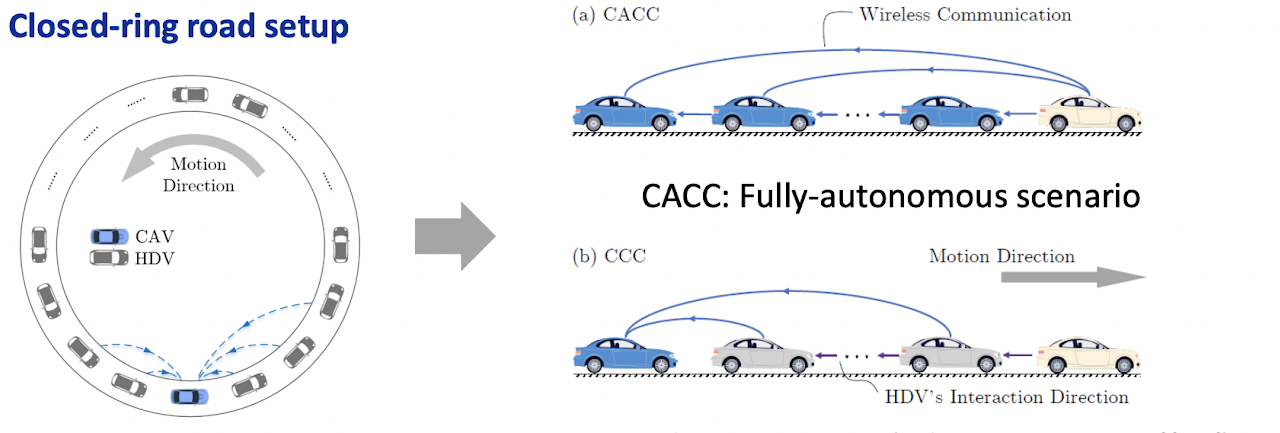 Closed-ring road setup
Motion
Direction
CAV
HDV
(a) CACC
Wireless Communication
CACC: Fully-autonomous scenario
(b) CCC
Motion Direction
HDV's Interaction Direction